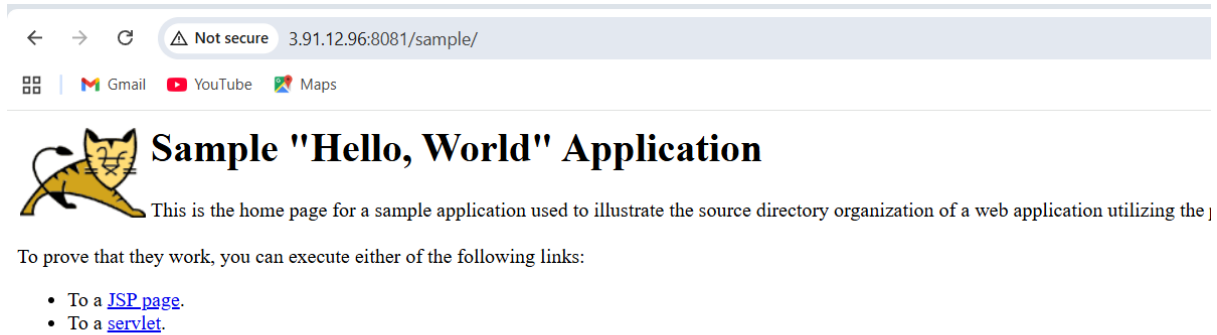 Not secure 3.91.12.96:8081/sample/
Gmail YouTube Maps
Sample "Hello, World" Application
This is the home page for a sample application used to illustrate the source directory organization of a web application utilizing the
To prove that they work, you can execute either of the following links:
• To a JSP page.
• To a servlet.